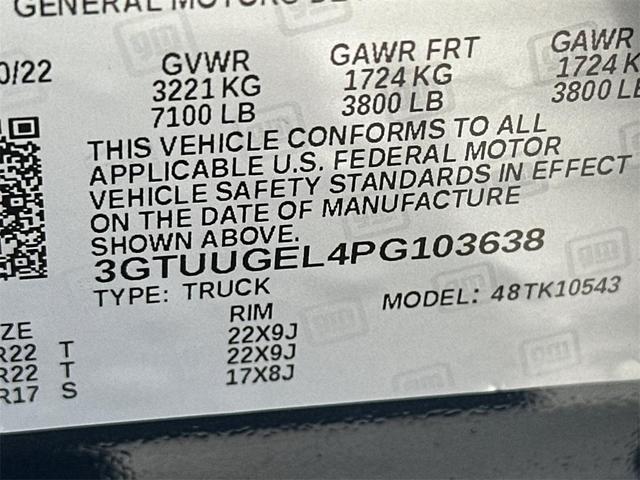 GENERAL MOTORS
0/22
GVWR GAWR FRT GAWR
3221 KG 1724 KG 1724 K
7100 LB 3800 LB 3800 LB
THIS VEHICLE CONFORMS TO ALL
APPLICABLE U.S. FEDERAL MOTOR
VEHICLE SAFETY STANDARDS IN EFFECT
ON THE DATE OF MANUFACTURE
SHOWN ABOVE.
3GTUUGEL4PG103638
TYPE: TRUCK MODEL: 48TK10543
ZE RIM
R22 T 22X9J
R22 T 22X9J
R17 S 17X8J
gm